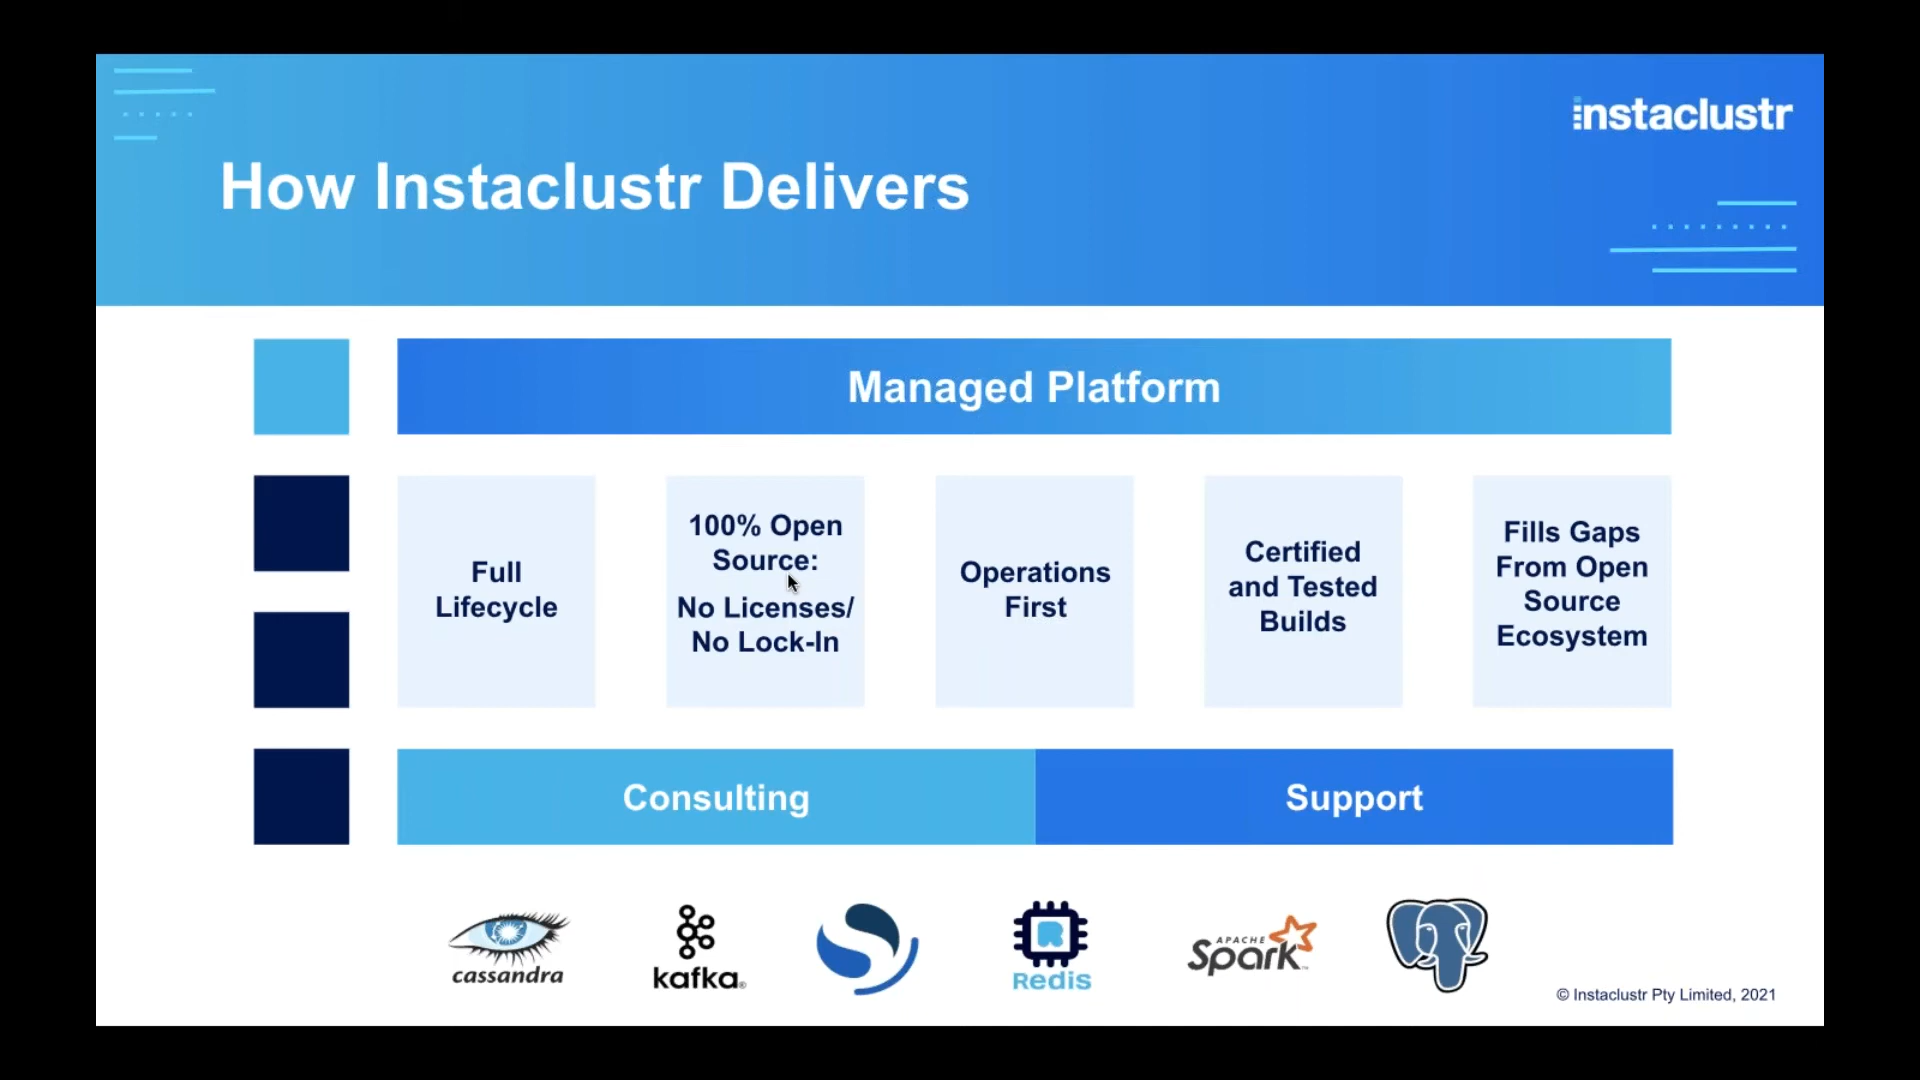 instaclustr
How Instaclustr Delivers
Managed Platform
Full
Lifecycle
100% Open
Source:
No Licenses/
No Lock-In
Operations
First
Certified
and Tested
Builds
Fills Gaps
From Open
Source
Ecosystem
Consulting
Support
cassandra
kafka®
Redis
APACHE
Spark™
© Instaclustr Pty Limited, 2021